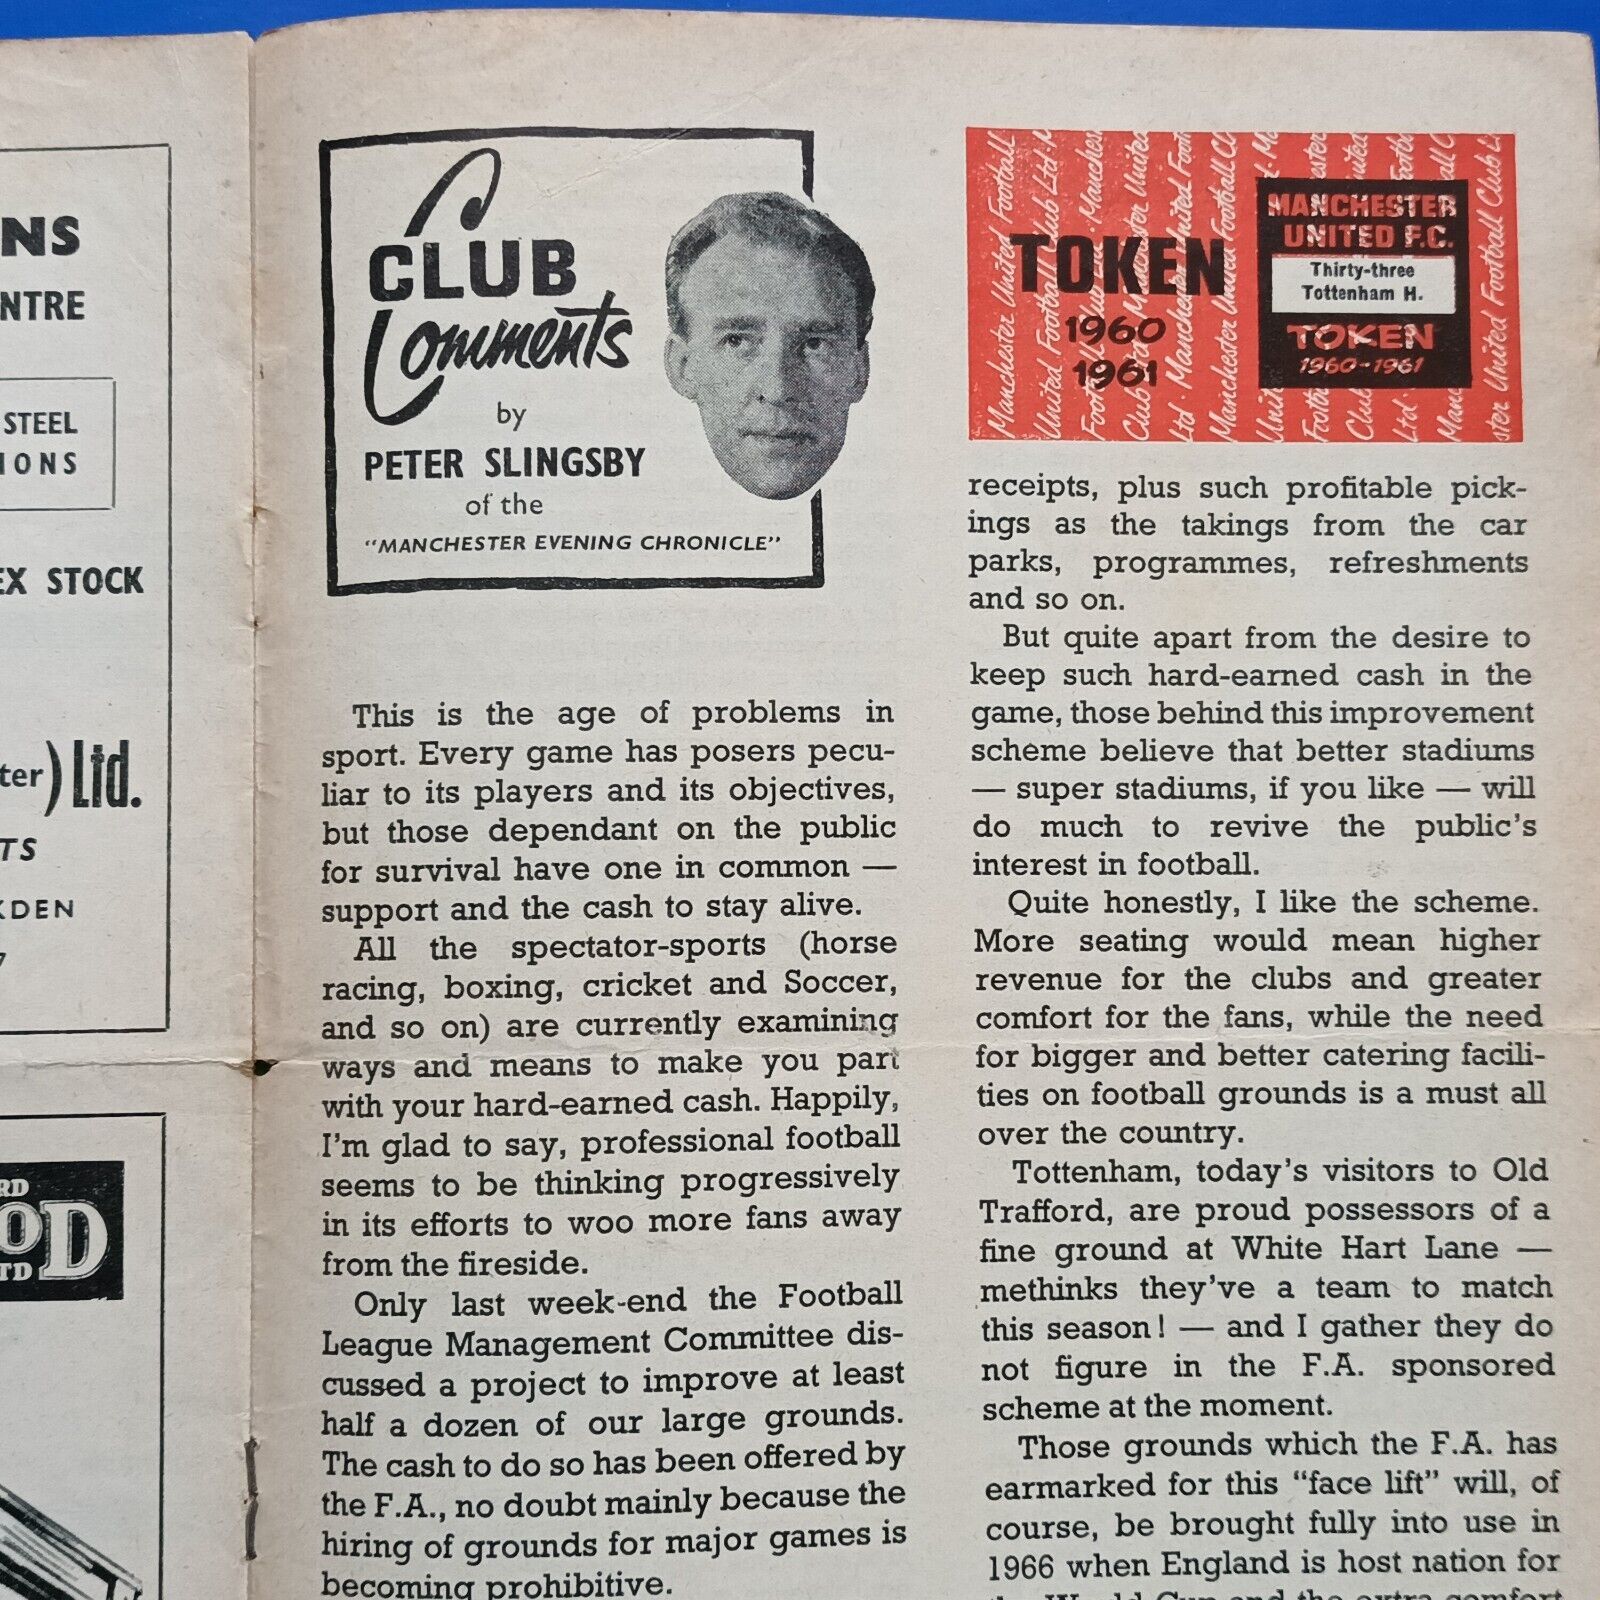 NS
NTRE
STEEL
IONS
EX STOCK
ter) Ltd.
TS
KDEN
7
RD
OOD
TD
CLUB
Comments
by
PETER SLINGSBY
of the
"MANCHESTER EVENING CHRONICLE"
This is the age of problems in
sport. Every game has posers pecu-
liar to its players and its objectives,
but those dependant on the public
for survival have one in common —
support and the cash to stay alive.
All the spectator-sports (horse
racing, boxing, cricket and Soccer,
and so on) are currently examining
ways and means to make you part
with your hard-earned cash. Happily,
I'm glad to say, professional football
seems to be thinking progressively
in its efforts to woo more fans away
from the fireside.
Only last week-end the Football
League Management Committee dis-
cussed a project to improve at least
half a dozen of our large grounds.
The cash to do so has been offered by
the F.A., no doubt mainly because the
hiring of grounds for major games is
becoming prohibitive.
TOKEN
1960
1961
MANCHESTER
UNITED F.C.
Thirty-three
Tottenham H.
TOKEN
1960-1961
receipts, plus such profitable pick-
ings as the takings from the car
parks, programmes, refreshments
and so on.
But quite apart from the desire to
keep such hard-earned cash in the
game, those behind this improvement
scheme believe that better stadiums
— super stadiums, if you like — will
do much to revive the public's
interest in football.
Quite honestly, I like the scheme.
More seating would mean higher
revenue for the clubs and greater
comfort for the fans, while the need
for bigger and better catering facili-
ties on football grounds is a must all
over the country.
Tottenham, today's visitors to Old
Trafford, are proud possessors of a
fine ground at White Hart Lane —
methinks they've a team to match
this season! — and I gather they do
not figure in the F.A. sponsored
scheme at the moment.
Those grounds which the F.A. has
earmarked for this "face lift" will, of
course, be brought fully into use in
1966 when England is host nation for
the World Cup and the extra comfort